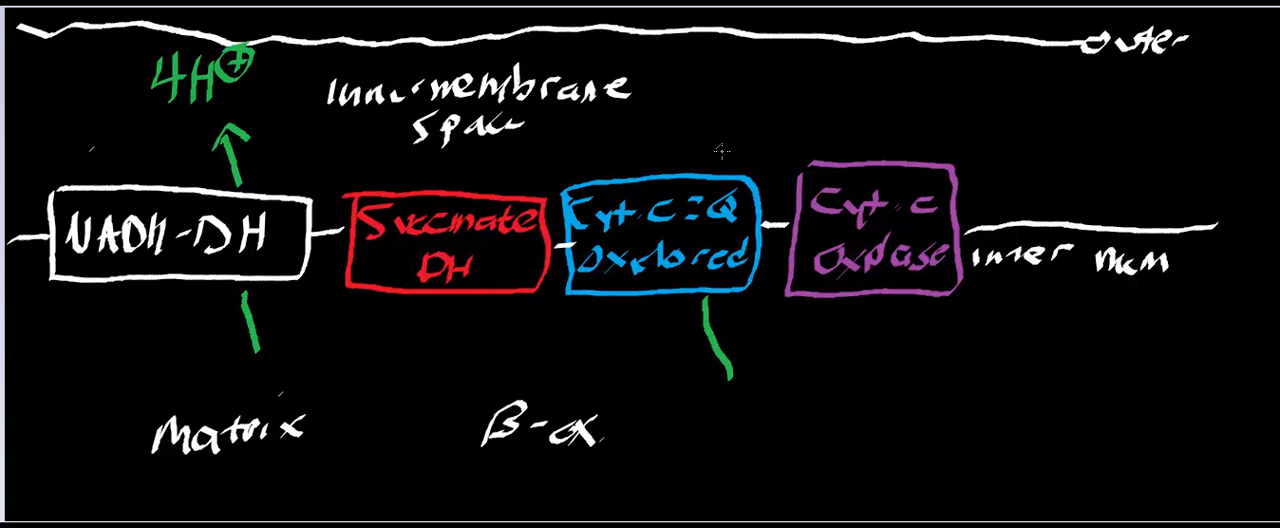 outer
4H⊕
Inner-membrane
space
NADH-DH
Succinate
DH
Cyt. C = Q
Oxidored
Cyt. C
oxidase
inner mem
Matrix
β-ox